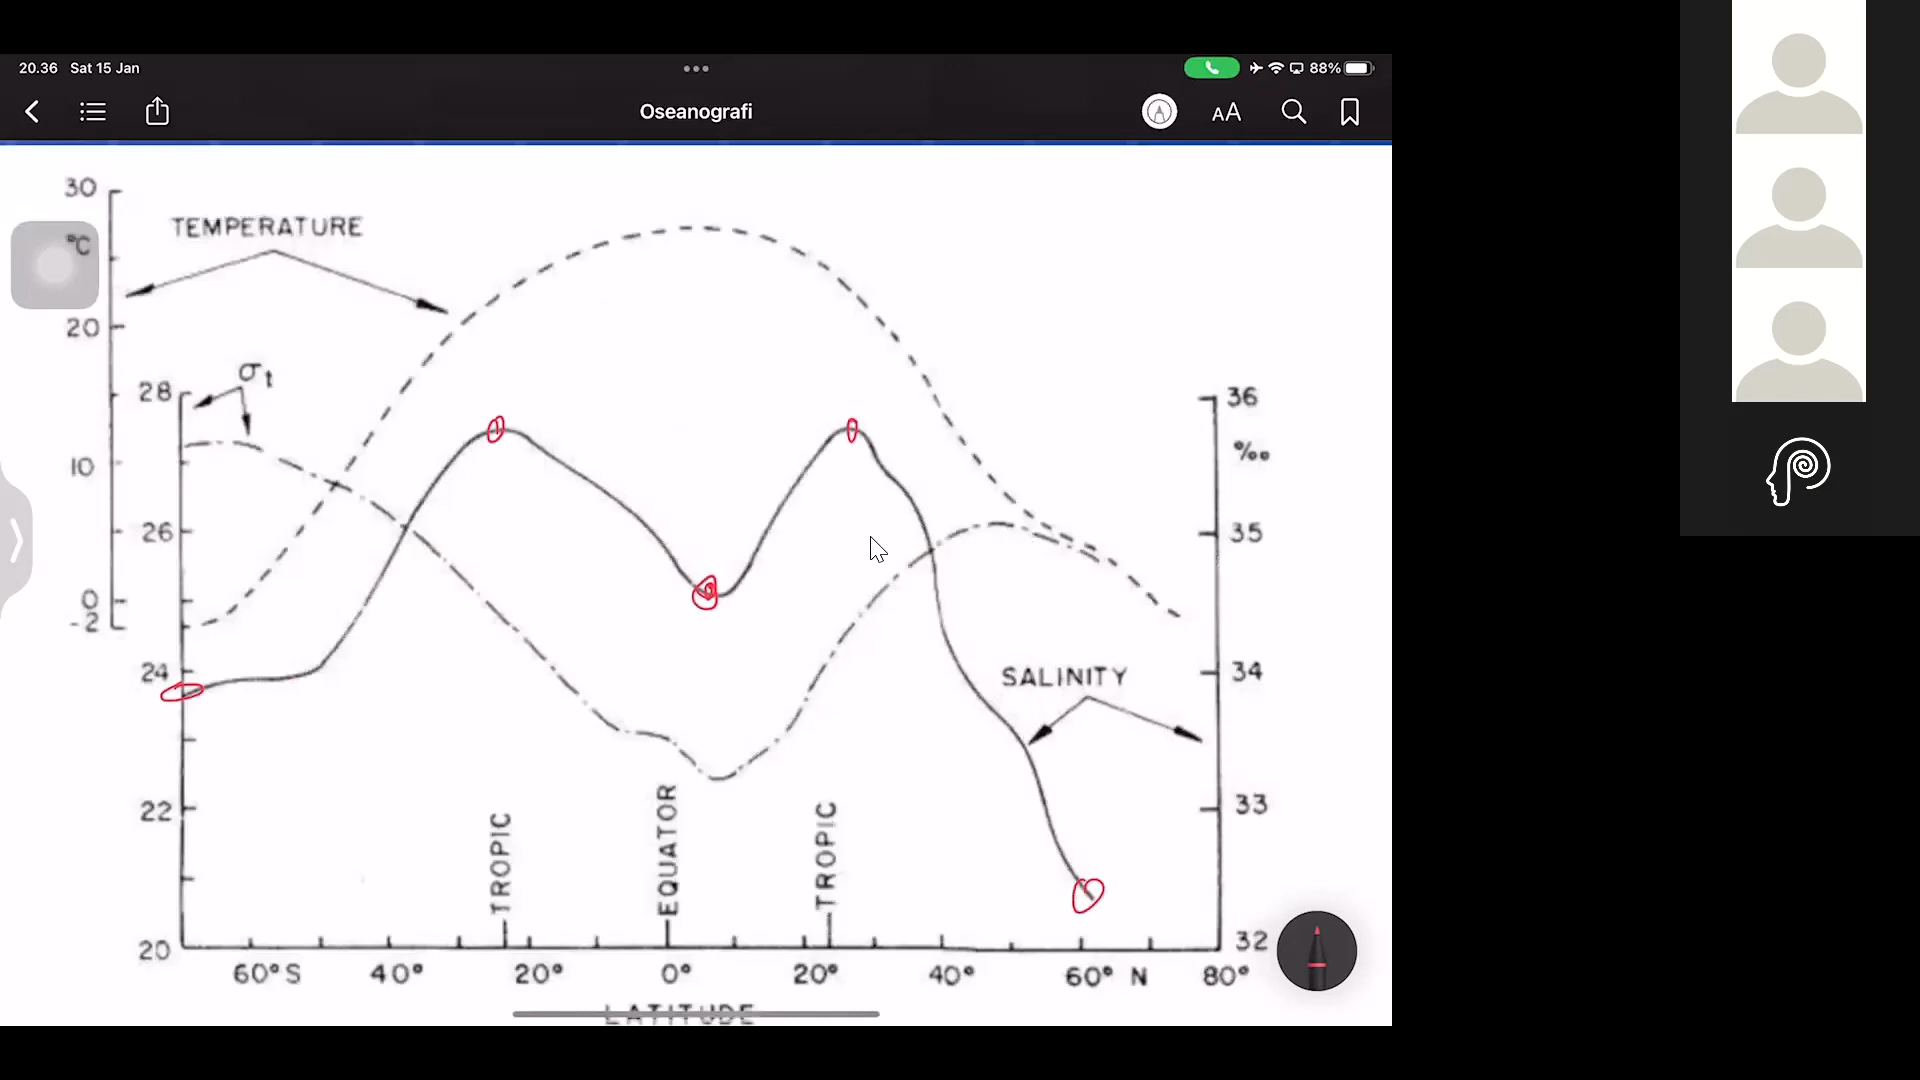 20.36 Sat 15 Jan
88%
Oseanografi
AA
30
°C
TEMPERATURE
20
σt
28
36
‰
10
26
35
0
-2
24
34
SALINITY
22
33
TROPIC
EQUATOR
TROPIC
20
32
60° S 40° 20° 0° 20° 40° 60° N 80°
LATITUDE